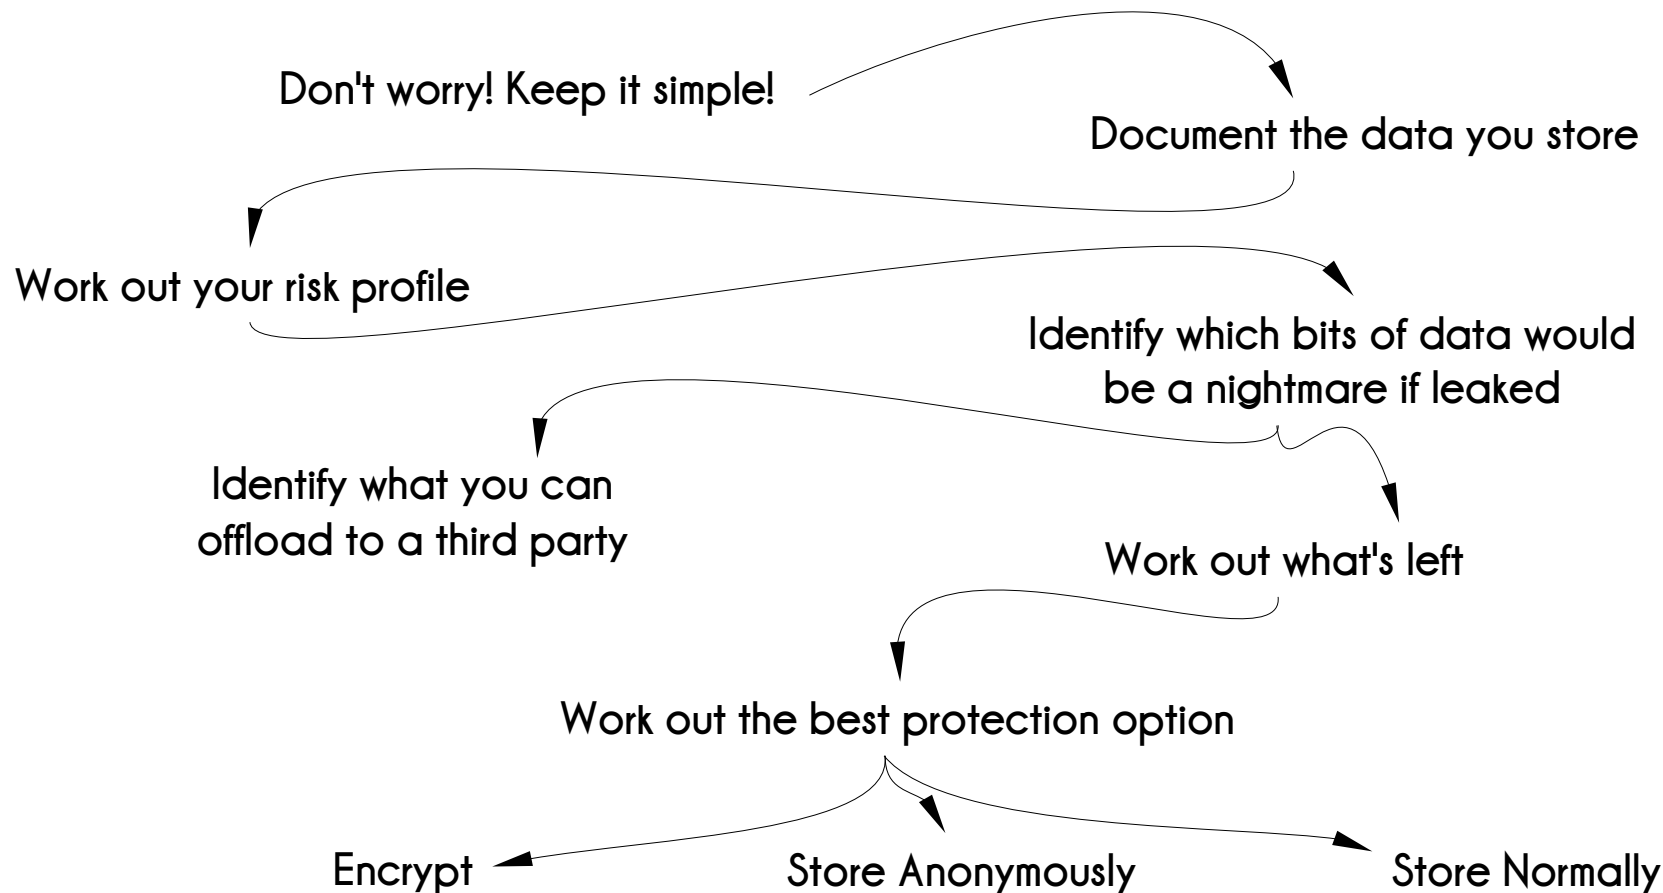 Don't worry! Keep it simple!
Document the data you store
Work out your risk profile
Identify which bits of data would
be a nightmare if leaked
Identify what you can
offload to a third party
Work out what's left
Work out the best protection option
Encrypt
Store Anonymously
Store Normally